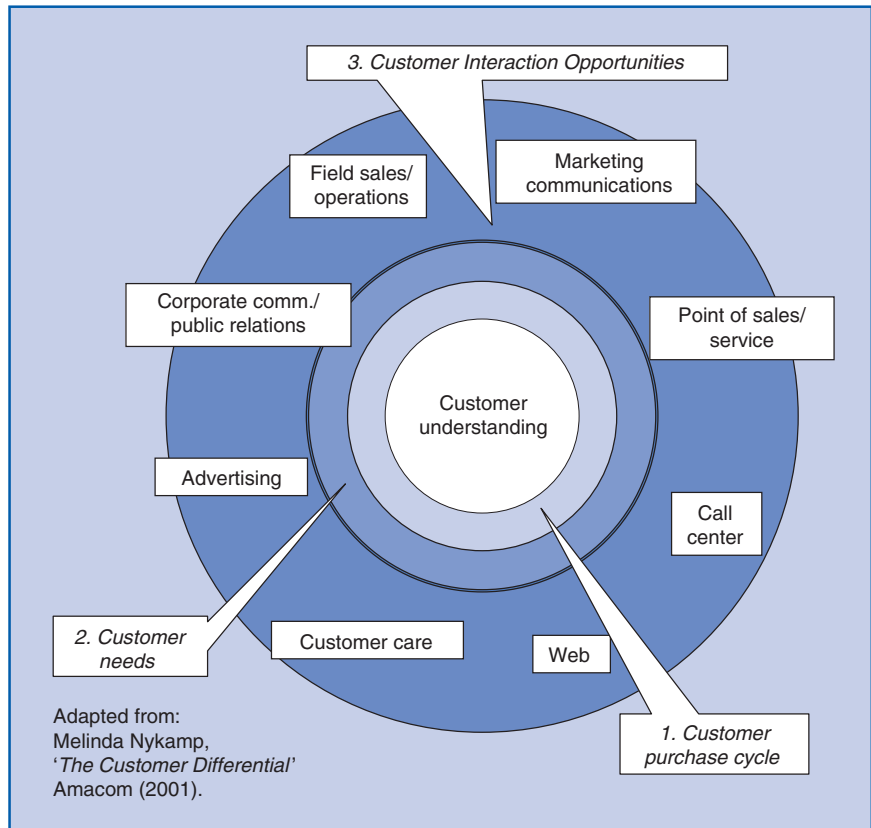 3. Customer Interaction Opportunities
Field sales/
operations
Marketing
communications
Corporate comm./
public relations
Point of sales/
service
Customer
understanding
Advertising
Call
center
2. Customer
needs
Customer care
Web
1. Customer
purchase cycle
Adapted from:
Melinda Nykamp,
‘The Customer Differential’
Amacom (2001).